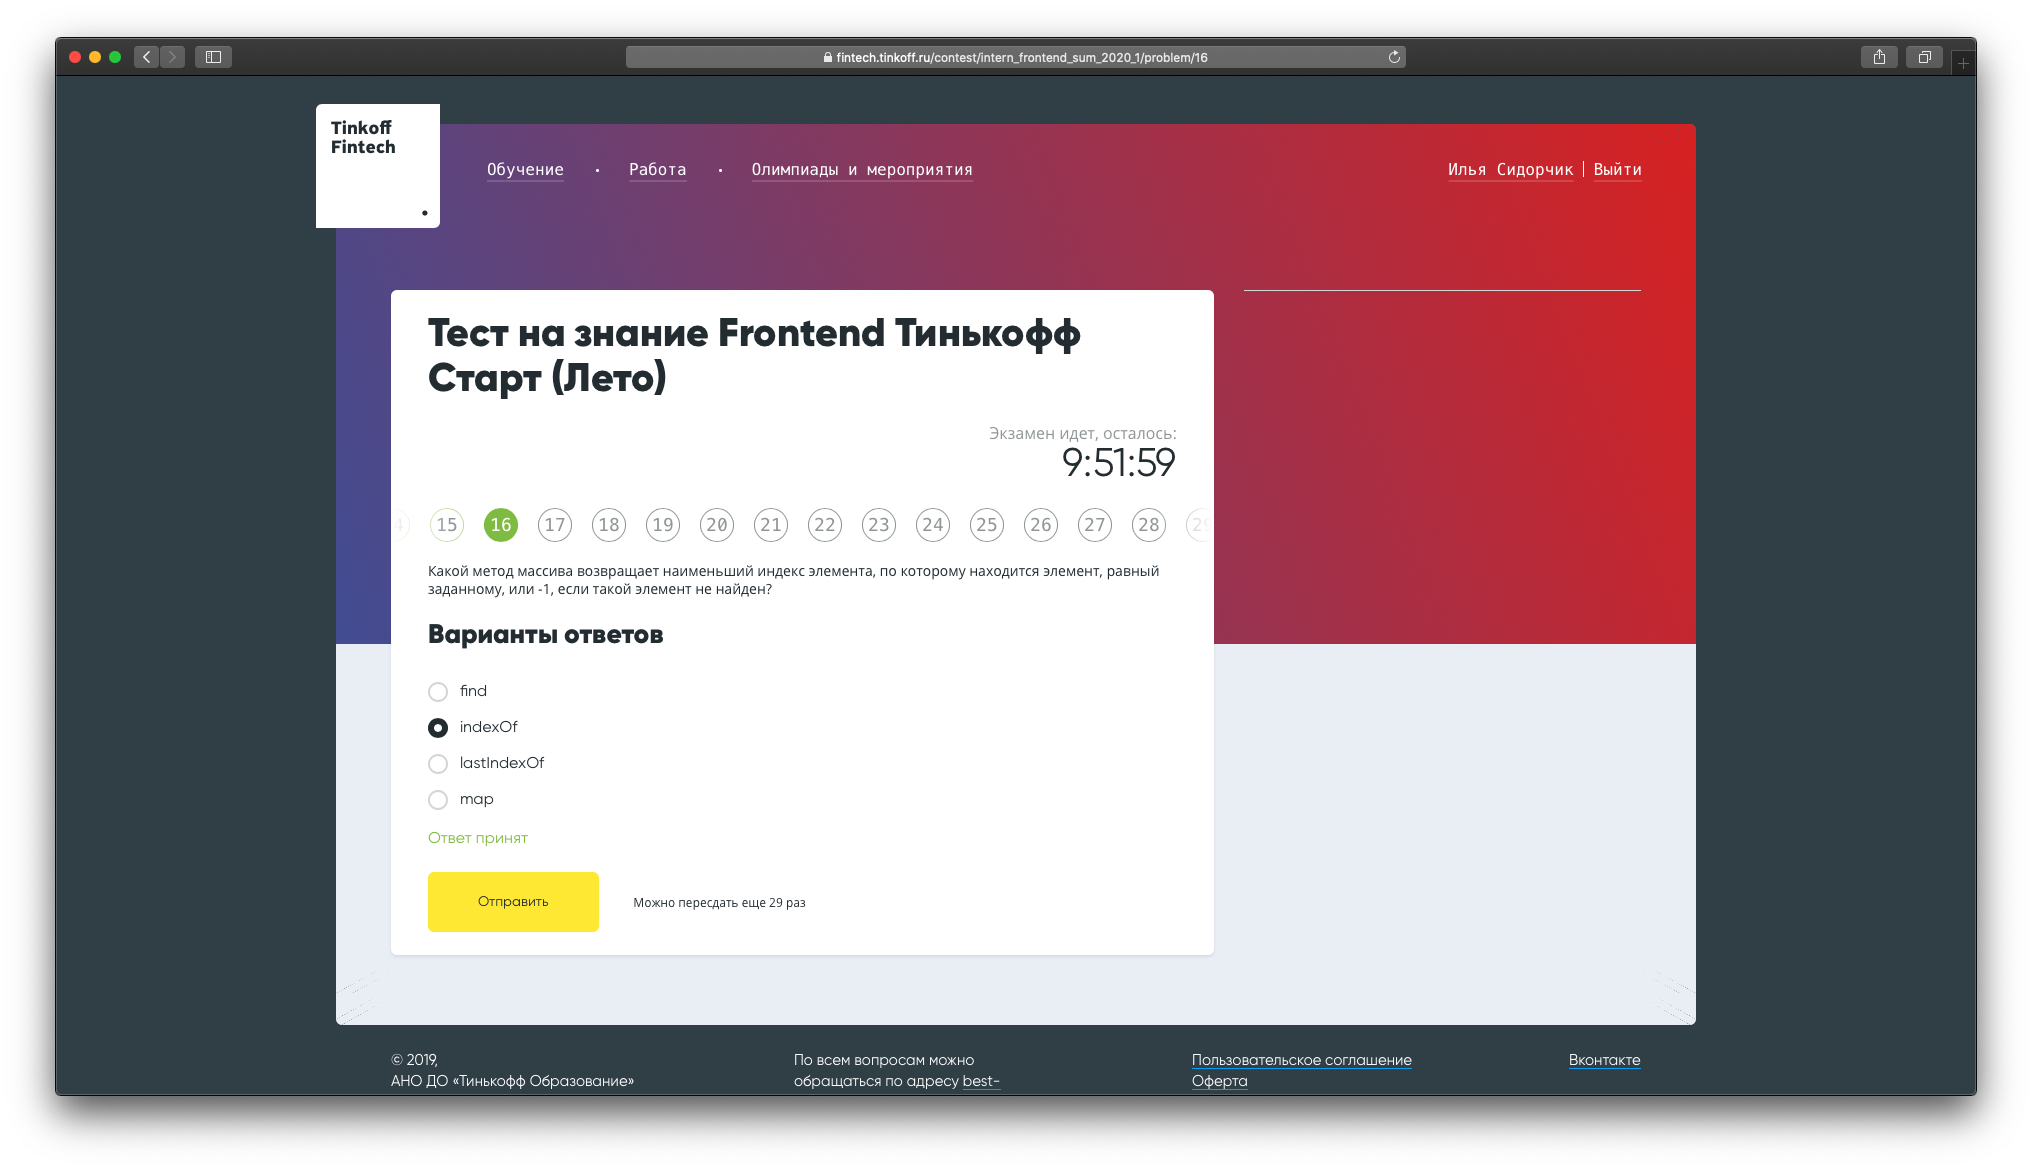 fintech.tinkoff.ru/contest/intern_frontend_sum_2020_1/problem/16
Tinkoff
Fintech
Обучение • Работа • Олимпиады и мероприятия
Илья Сидорчик | Выйти
Тест на знание Frontend Тинькофф
Старт (Лето)
Экзамен идет, осталось:
9:51:59
4 15 16 17 18 19 20 21 22 23 24 25 26 27 28 29
Какой метод массива возвращает наименьший индекс элемента, по которому находится элемент, равный
заданному, или -1, если такой элемент не найден?
Варианты ответов
find
indexOf
lastIndexOf
map
Ответ принят
Отправить
Можно пересдать еще 29 раз
© 2019,
АНО ДО «Тинькофф Образование»
По всем вопросам можно
обращаться по адресу best-
Пользовательское соглашение
Оферта
Вконтакте